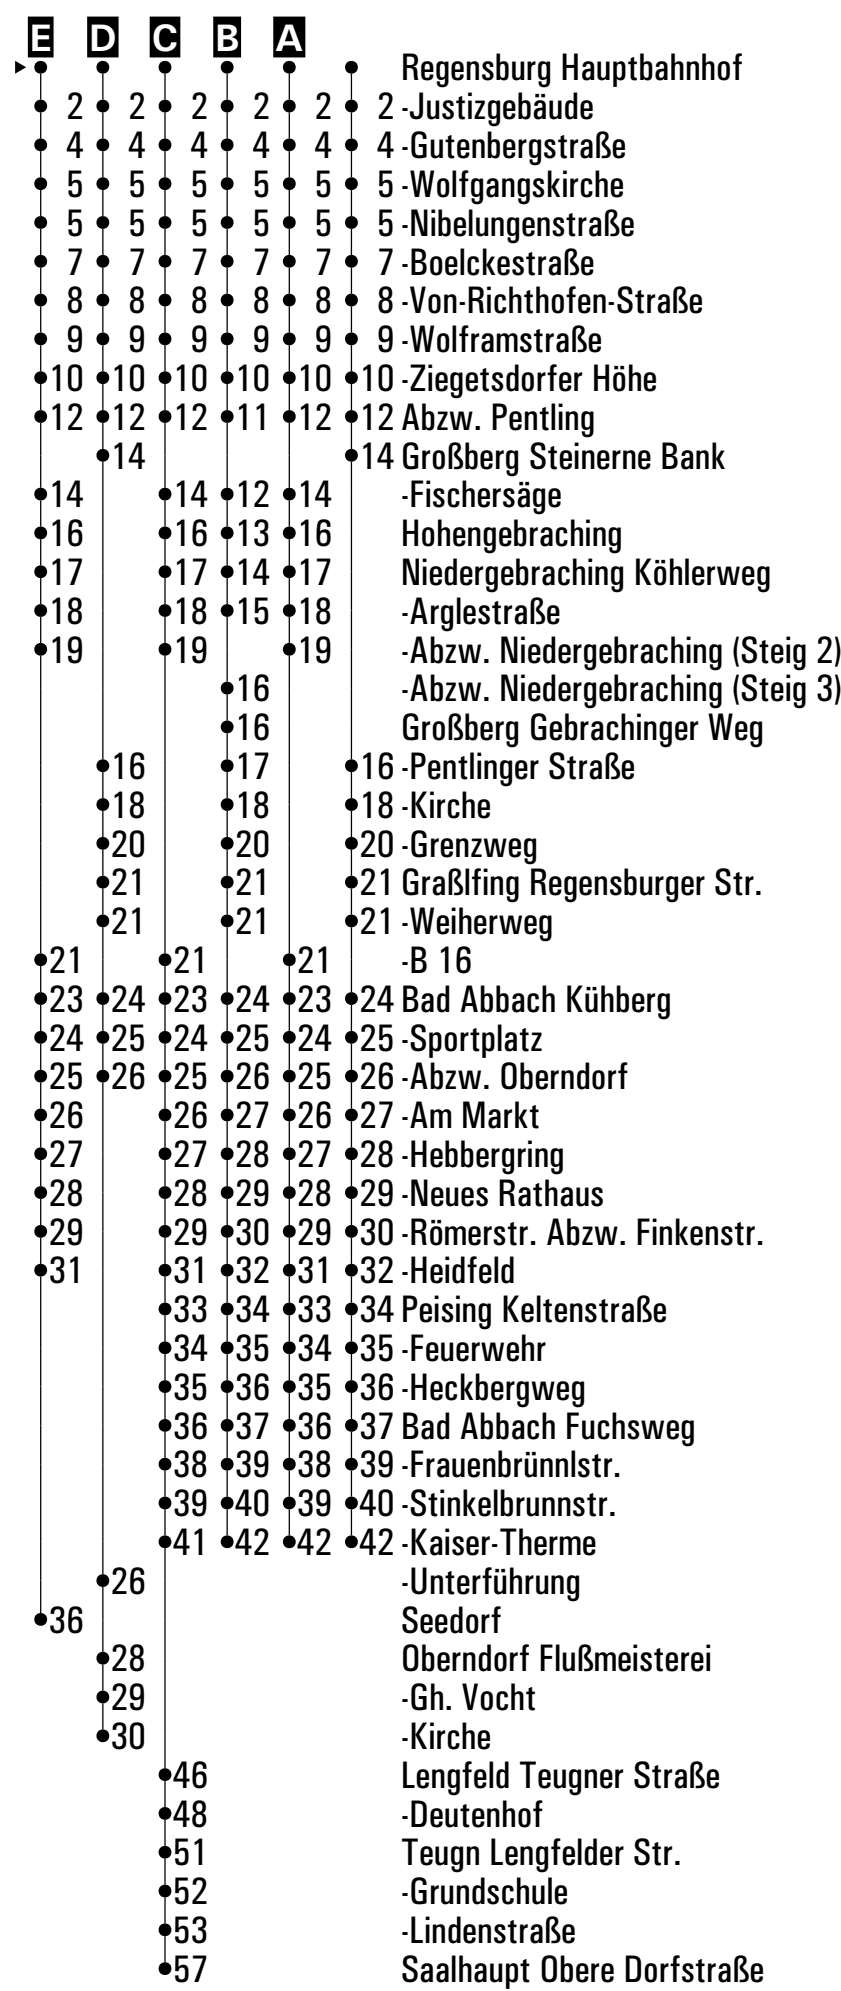 E D C B A
Regensburg Hauptbahnhof
2 2 2 2 2 2 -Justizgebäude
4 4 4 4 4 4 -Gutenbergstraße
5 5 5 5 5 5 -Wolfgangskirche
5 5 5 5 5 5 -Nibelungenstraße
7 7 7 7 7 7 -Boelckestraße
8 8 8 8 8 8 -Von-Richthofen-Straße
9 9 9 9 9 9 -Wolframstraße
10 10 10 10 10 10 -Ziegetsdorfer Höhe
12 12 12 11 12 12 Abzw. Pentling
14 14 Großberg Steinerne Bank
14 14 12 14 -Fischersäge
16 16 13 16 Hohengebraching
17 17 14 17 Niedergebraching Köhlerweg
18 18 15 18 -Arglestraße
19 19 19 -Abzw. Niedergebraching (Steig 2)
16 -Abzw. Niedergebraching (Steig 3)
16 Großberg Gebrachinger Weg
16 17 16 -Pentlinger Straße
18 18 18 -Kirche
20 20 20 -Grenzweg
21 21 21 Graßlfing Regensburger Str.
21 21 21 -Weiherweg
21 21 21 -B 16
23 24 23 24 23 24 Bad Abbach Kühberg
24 25 24 25 24 25 -Sportplatz
25 26 25 26 25 26 -Abzw. Oberndorf
26 26 27 26 27 -Am Markt
27 27 28 27 28 -Hebbergring
28 28 29 28 29 -Neues Rathaus
29 29 30 29 30 -Römerstr. Abzw. Finkenstr.
31 31 32 31 32 -Heidfeld
33 34 33 34 Peising Keltenstraße
34 35 34 35 -Feuerwehr
35 36 35 36 -Heckbergweg
36 37 36 37 Bad Abbach Fuchsweg
38 39 38 39 -Frauenbrünnlstr.
39 40 39 40 -Stinkelbrunnstr.
41 42 42 42 -Kaiser-Therme
26 -Unterführung
36 Seedorf
28 Oberndorf Flußmeisterei
29 -Gh. Vocht
30 -Kirche
46 Lengfeld Teugner Straße
48 -Deutenhof
51 Teugn Lengfelder Str.
52 -Grundschule
53 -Lindenstraße
57 Saalhaupt Obere Dorfstraße